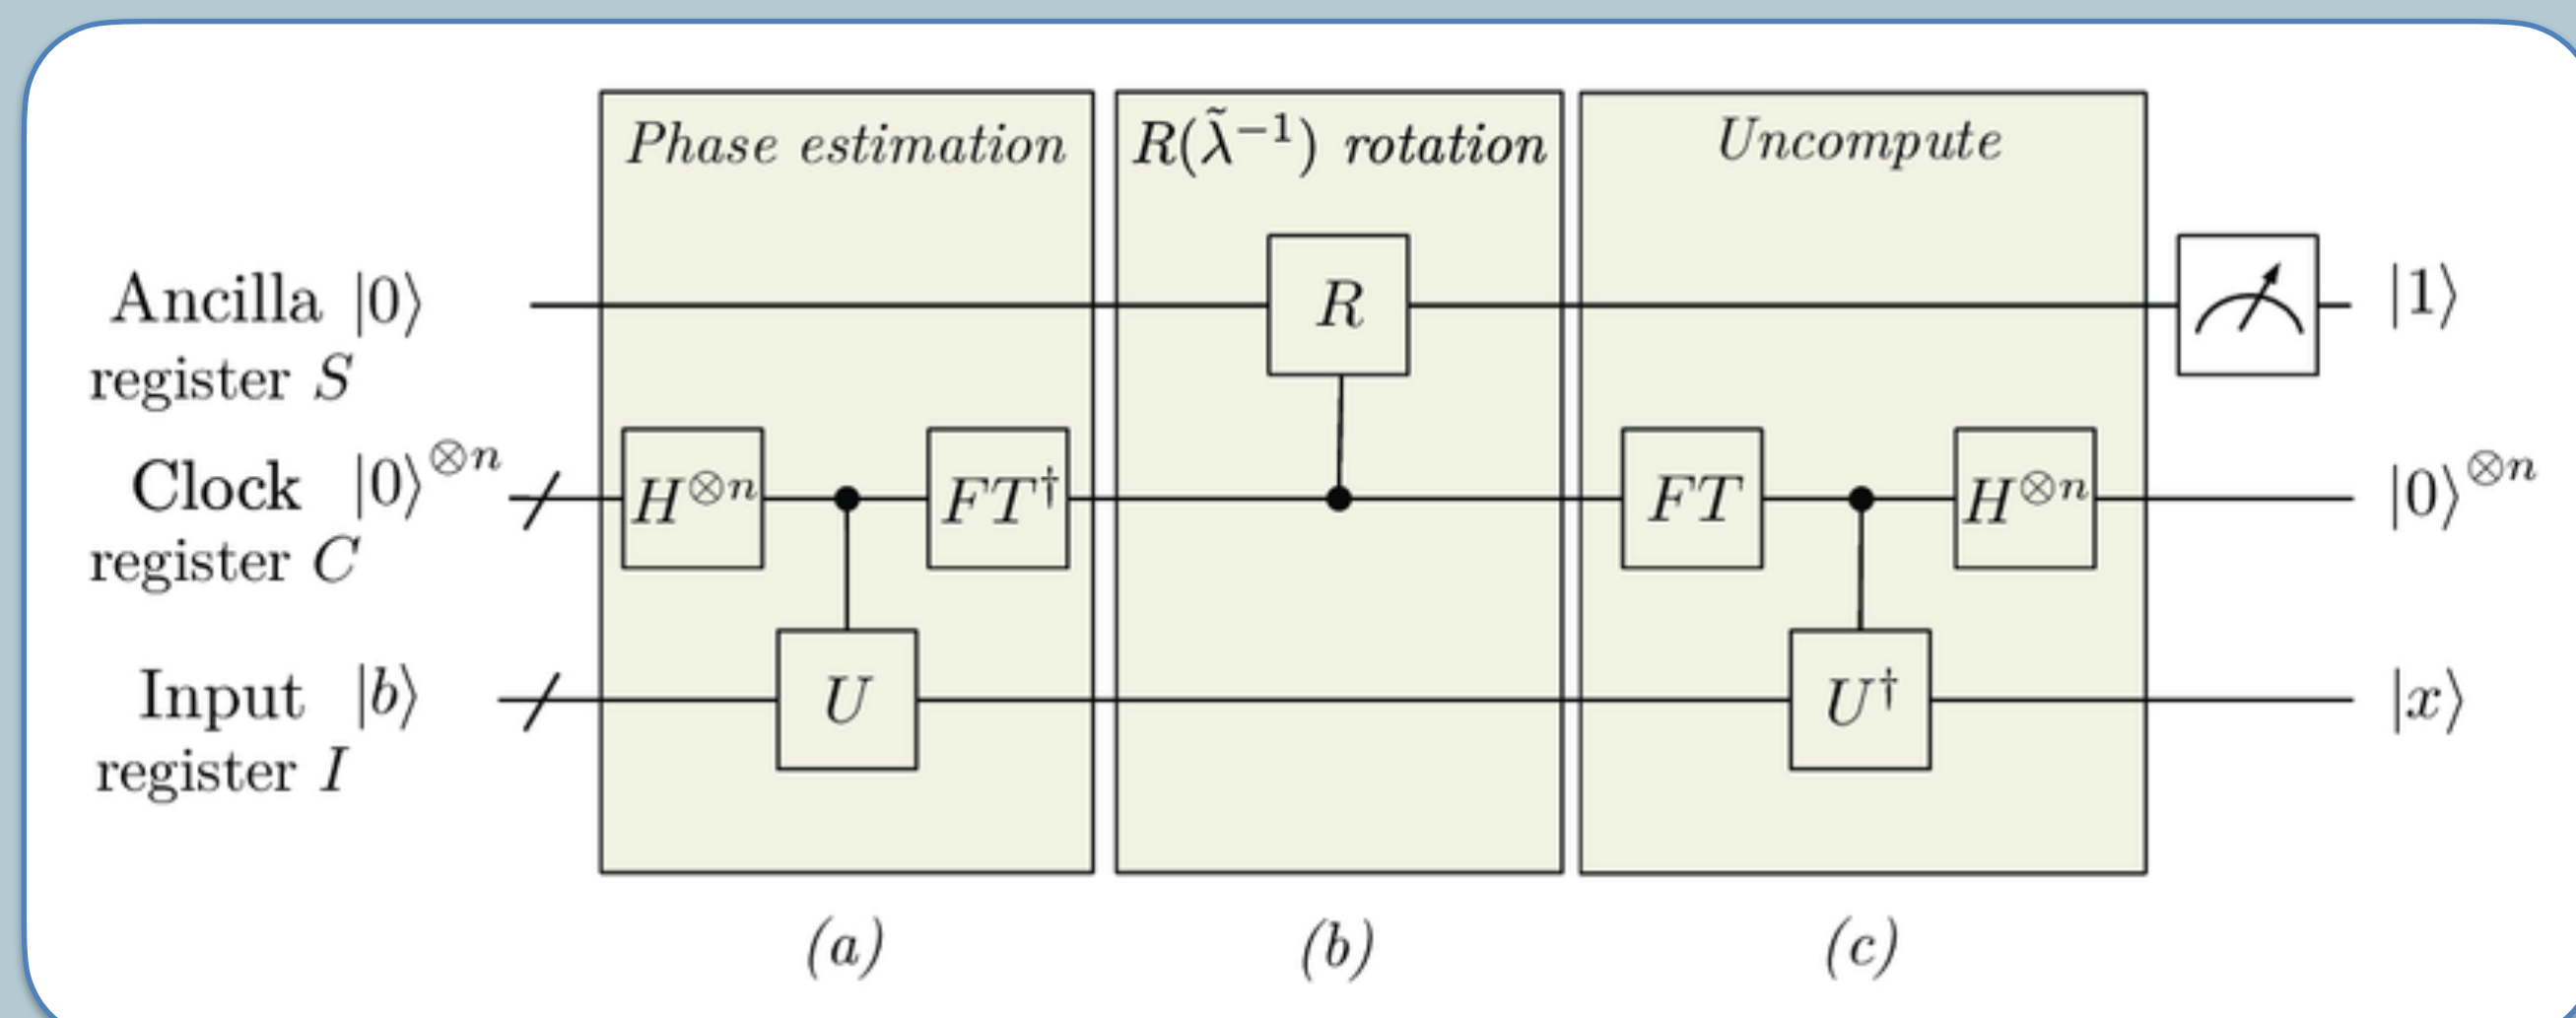 Phase estimation
R(λ̃⁻¹) rotation
Uncompute
Ancilla |0⟩
register S
R
|1⟩
Clock |0⟩⊗n
register C
H⊗n
FT†
FT
H⊗n
|0⟩⊗n
Input |b⟩
register I
U
U†
|x⟩
(a)
(b)
(c)